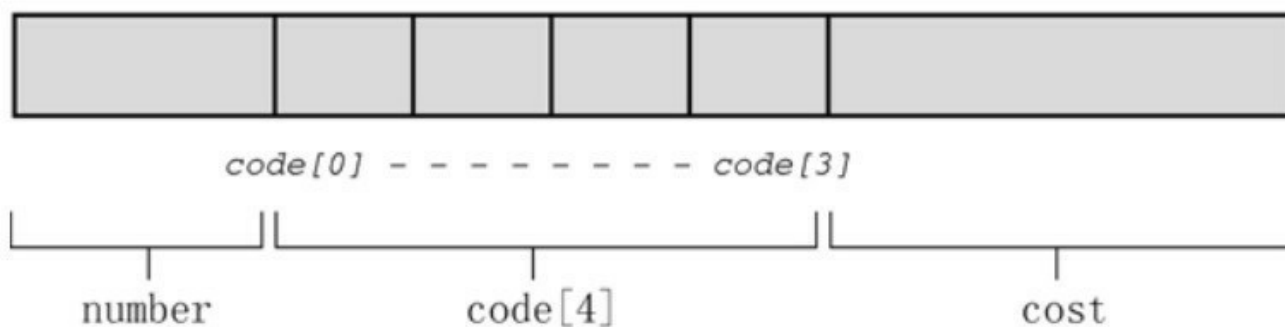 code[0] - - - - - - - - code[3]
number code[4] cost